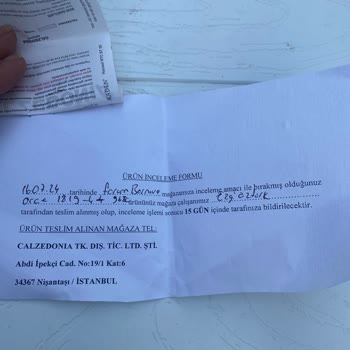 ÜRÜN İNCELEME FORMU
16.07.24 tarihinde forum Bornova mağazamıza inceleme amacı ile bırakmış olduğunuz
ürününüz mağaza çalışanımız Ezgi Öztürk
tarafından teslim alınmış olup, inceleme işlemi sonucu 15 GÜN içinde tarafınıza bildirilecektir.
ÜRÜN TESLİM ALINAN MAĞAZA TEL:
CALZEDONIA TK. DIŞ. TİC. LTD. ŞTİ.
Abdi İpekçi Cad. No:19/1 Kat:6
34367 Nişantaşı / İSTANBUL